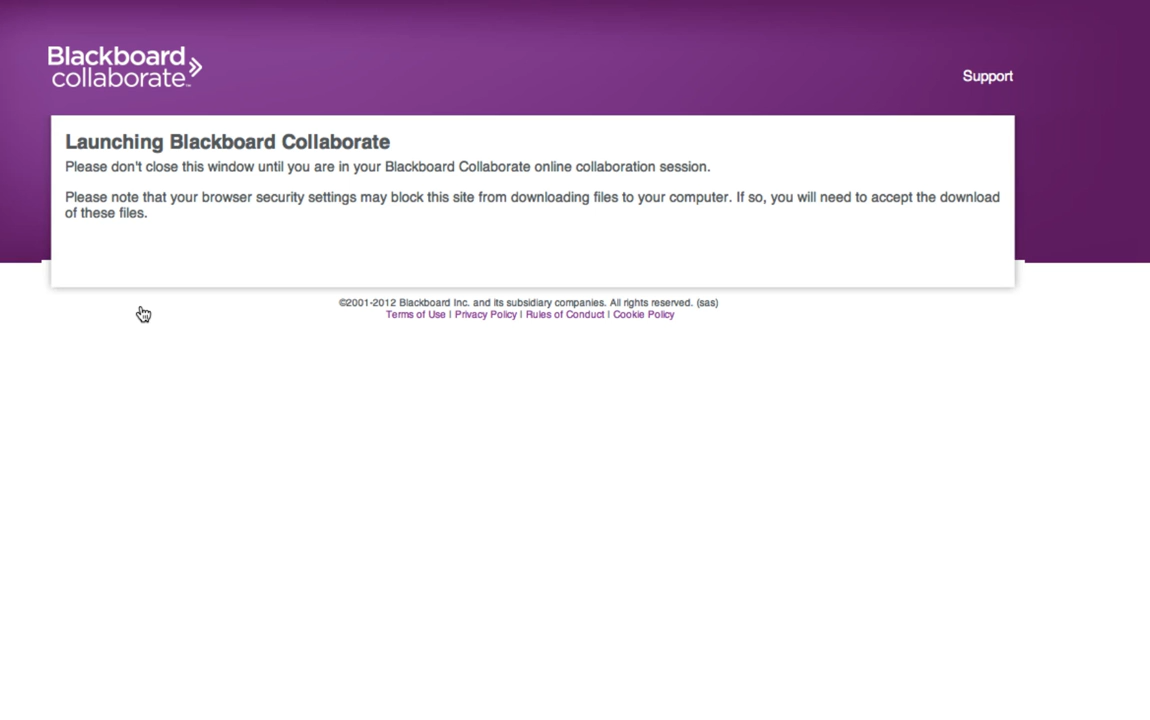 Blackboard
collaborate™
Support
Launching Blackboard Collaborate
Please don't close this window until you are in your Blackboard Collaborate online collaboration session.
Please note that your browser security settings may block this site from downloading files to your computer. If so, you will need to accept the download
of these files.
©2001-2012 Blackboard Inc. and its subsidiary companies. All rights reserved. (sas)
Terms of Use | Privacy Policy | Rules of Conduct | Cookie Policy